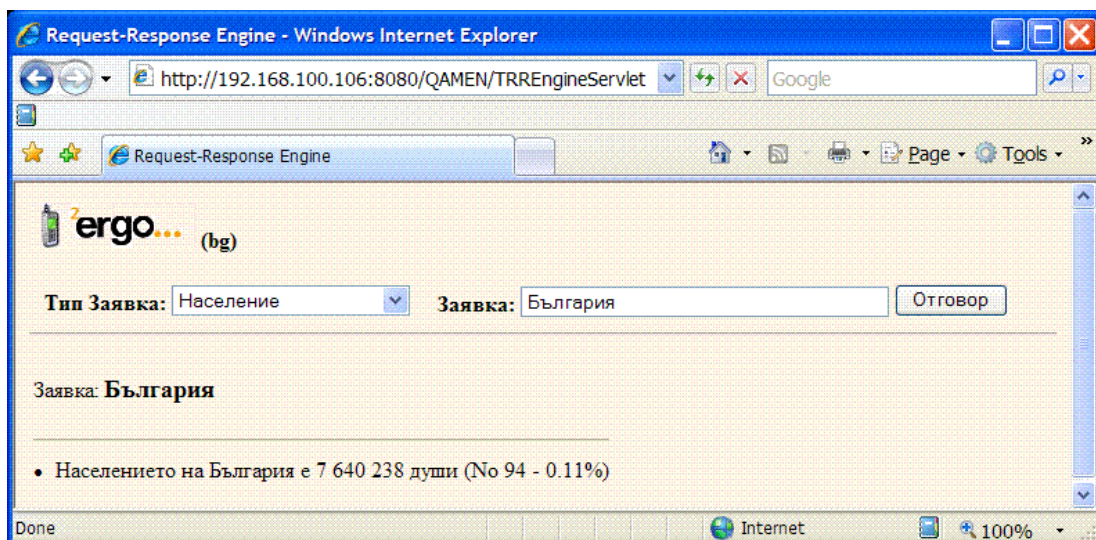 Request-Response Engine - Windows Internet Explorer
http://192.168.100.106:8080/QAMEN/TRREngineServlet Google
Request-Response Engine Page Tools »
2ergo... (bg)
Тип Заявка: Население Заявка: България Отговор
Заявка: България
• Населението на България е 7 640 238 души (No 94 - 0.11%)
Done Internet 100%